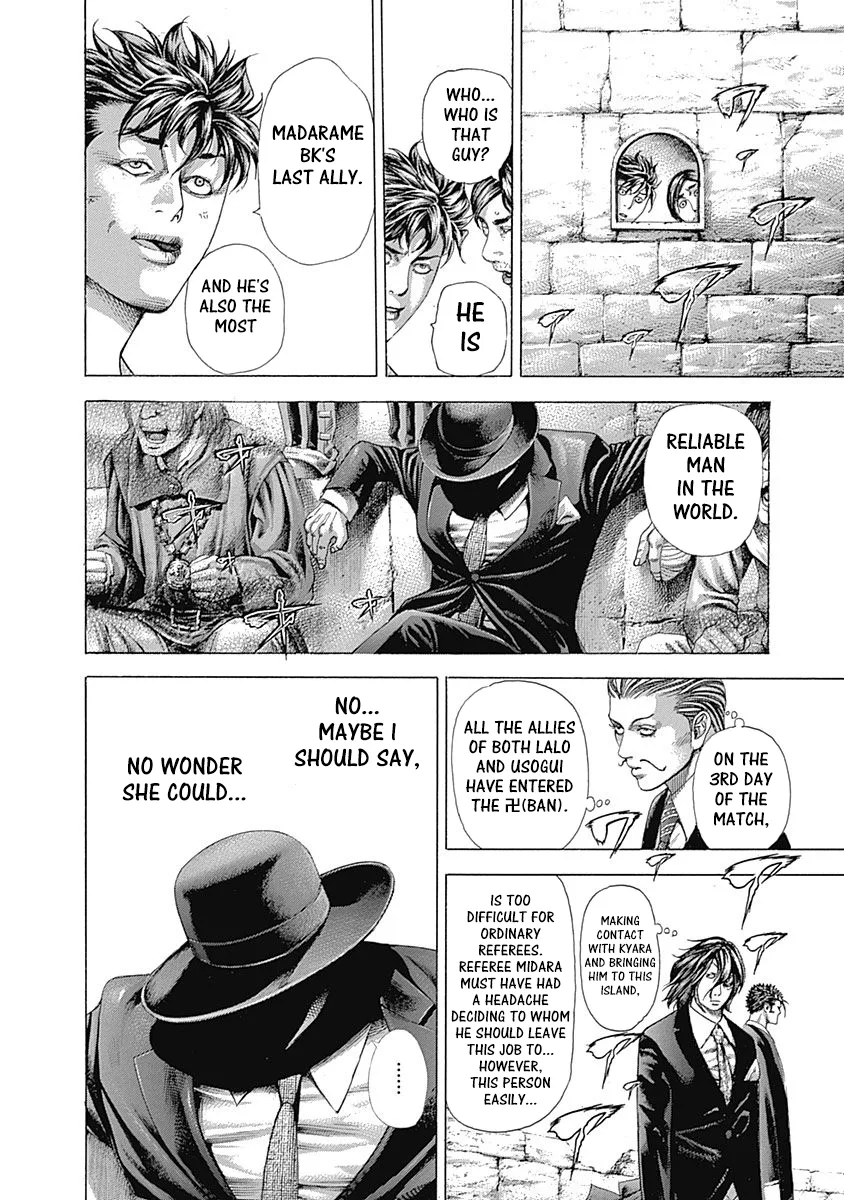 WHO...
WHO IS
THAT
GUY?
HE
IS
MADARAME
BK'S
LAST ALLY.
AND HE'S
ALSO THE
MOST
RELIABLE
MAN
IN THE
WORLD.
ON THE
3RD DAY
OF THE
MATCH,
ALL THE ALLIES
OF BOTH LALO
AND USOGUI
HAVE ENTERED
THE 卍(BAN).
MAKING
CONTACT
WITH KYARA
AND BRINGING
HIM TO THIS
ISLAND,
IS TOO
DIFFICULT FOR
ORDINARY
REFEREES.
REFEREE MIDARA
MUST HAVE HAD
A HEADACHE
DECIDING TO WHOM
HE SHOULD LEAVE
THIS JOB TO...
HOWEVER,
THIS PERSON
EASILY...
NO...
MAYBE I
SHOULD SAY,
NO WONDER
SHE COULD...
......